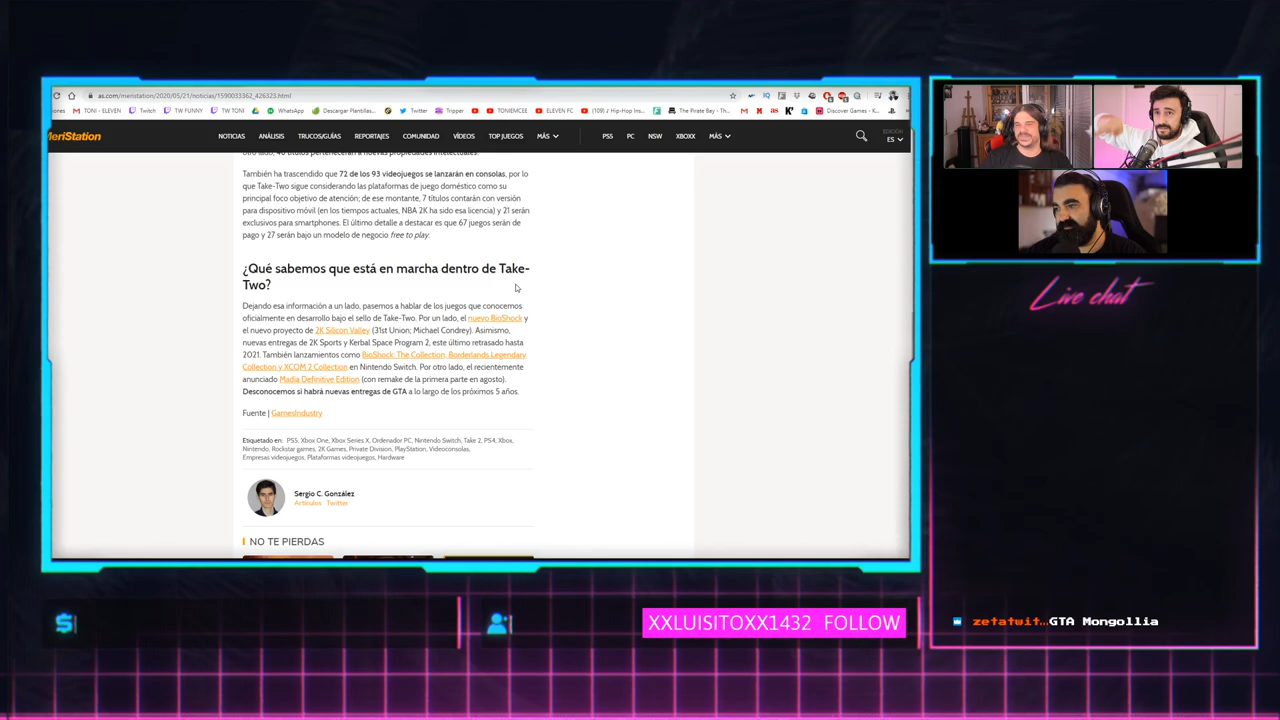 as.com/meristation/2020/05/21/noticias/1590033362_426323.html
TONI - ELEVEN Twitch TW FUNNY TW TONI WhatsApp Descargar Plantillas... Twitter Tripper TONIEMCEE ELEVEN FC (109) / Hip-Hop Ins... The Pirate Bay - Th... Discover Games - K...
MeriStation
NOTICIAS ANÁLISIS TRUCOS/GUÍAS REPORTAJES COMUNIDAD VÍDEOS TOP JUEGOS MÁS PS5 PC NSW XBOXX MÁS
EDICIÓN
ES
otro lado, 46 títulos pertenecerán a nuevas propiedades intelectuales.
También ha trascendido que 72 de los 93 videojuegos se lanzarán en consolas, por lo
que Take-Two sigue considerando las plataformas de juego doméstico como su
principal foco objetivo de atención; de ese montante, 7 títulos contarán con versión
para dispositivo móvil (en los tiempos actuales, NBA 2K ha sido esa licencia) y 21 serán
exclusivos para smartphones. El último detalle a destacar es que 67 juegos serán de
pago y 27 serán bajo un modelo de negocio free to play.
¿Qué sabemos que está en marcha dentro de Take-
Two?
Dejando esa información a un lado, pasemos a hablar de los juegos que conocemos
oficialmente en desarrollo bajo el sello de Take-Two. Por un lado, el nuevo BioShock y
el nuevo proyecto de 2K Silicon Valley (31st Union; Michael Condrey). Asimismo,
nuevas entregas de 2K Sports y Kerbal Space Program 2, este último retrasado hasta
2021. También lanzamientos como BioShock: The Collection, Borderlands Legendary
Collection y XCOM 2 Collection en Nintendo Switch. Por otro lado, el recientemente
anunciado Madia Definitive Edition (con remake de la primera parte en agosto).
Desconocemos si habrá nuevas entregas de GTA a lo largo de los próximos 5 años.
Fuente | GamesIndustry
Etiquetado en: PS5, Xbox One, Xbox Series X, Ordenador PC, Nintendo Switch, Take 2, PS4, Xbox,
Nintendo, Rockstar games, 2K Games, Private Division, PlayStation, Videoconsolas,
Empresas videojuegos, Plataformas videojuegos, Hardware
Sergio C. González
Artículos Twitter
NO TE PIERDAS
XXLUISITOXX1432 FOLLOW
Live chat
zetatwit...GTA Mongollia